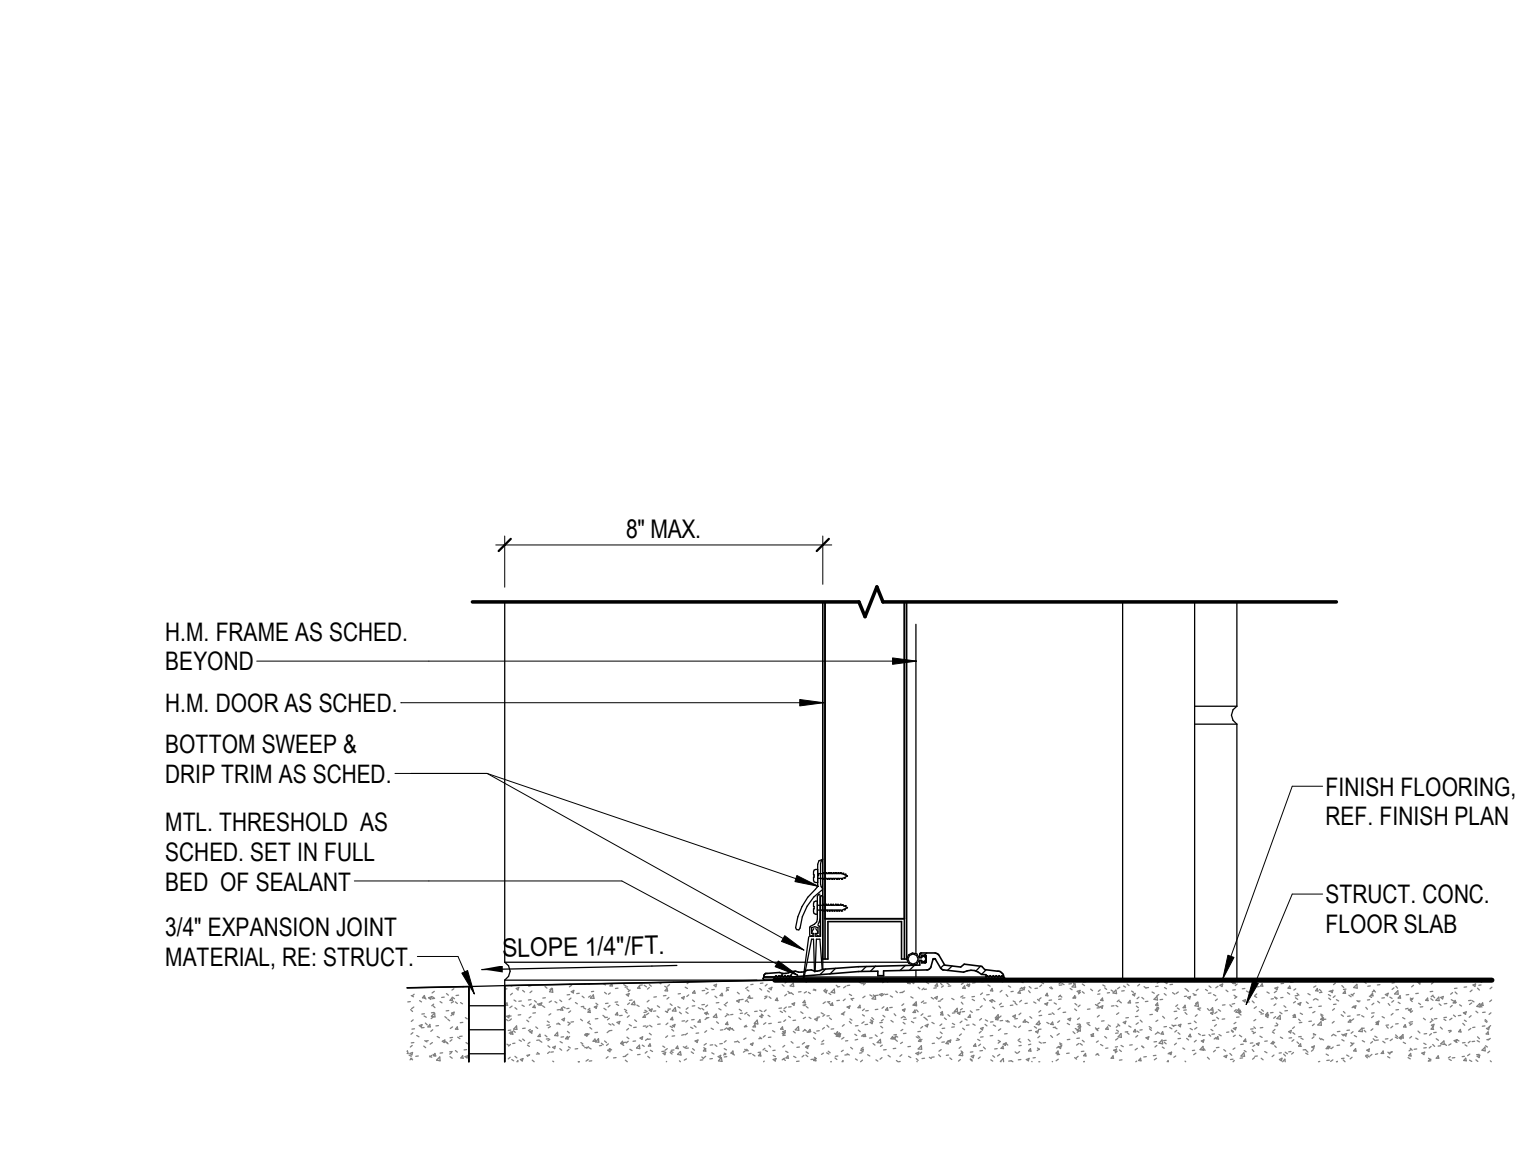 8" MAX.
H.M. FRAME AS SCHED.
BEYOND
H.M. DOOR AS SCHED.
BOTTOM SWEEP &
DRIP TRIM AS SCHED.
MTL. THRESHOLD  AS
SCHED. SET IN FULL
BED  OF SEALANT
3/4" EXPANSION JOINT
MATERIAL, RE: STRUCT.
SLOPE 1/4"/FT.
FINISH FLOORING,
REF. FINISH PLAN
STRUCT. CONC.
FLOOR SLAB